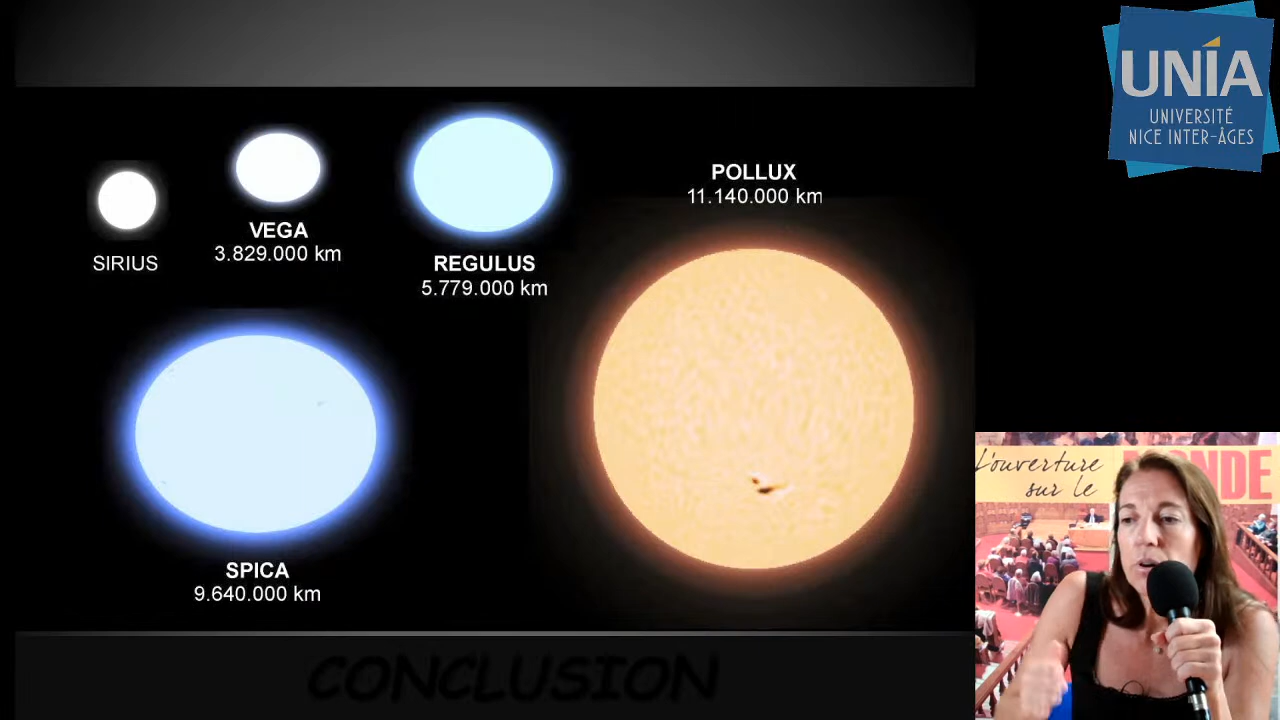 UNIA
UNIVERSITÉ
NICE INTER-ÂGES
POLLUX
11.140.000 km
VEGA
3.829.000 km
SIRIUS
REGULUS
5.779.000 km
SPICA
9.640.000 km
L'ouverture
sur le
MONDE
CONCLUSION